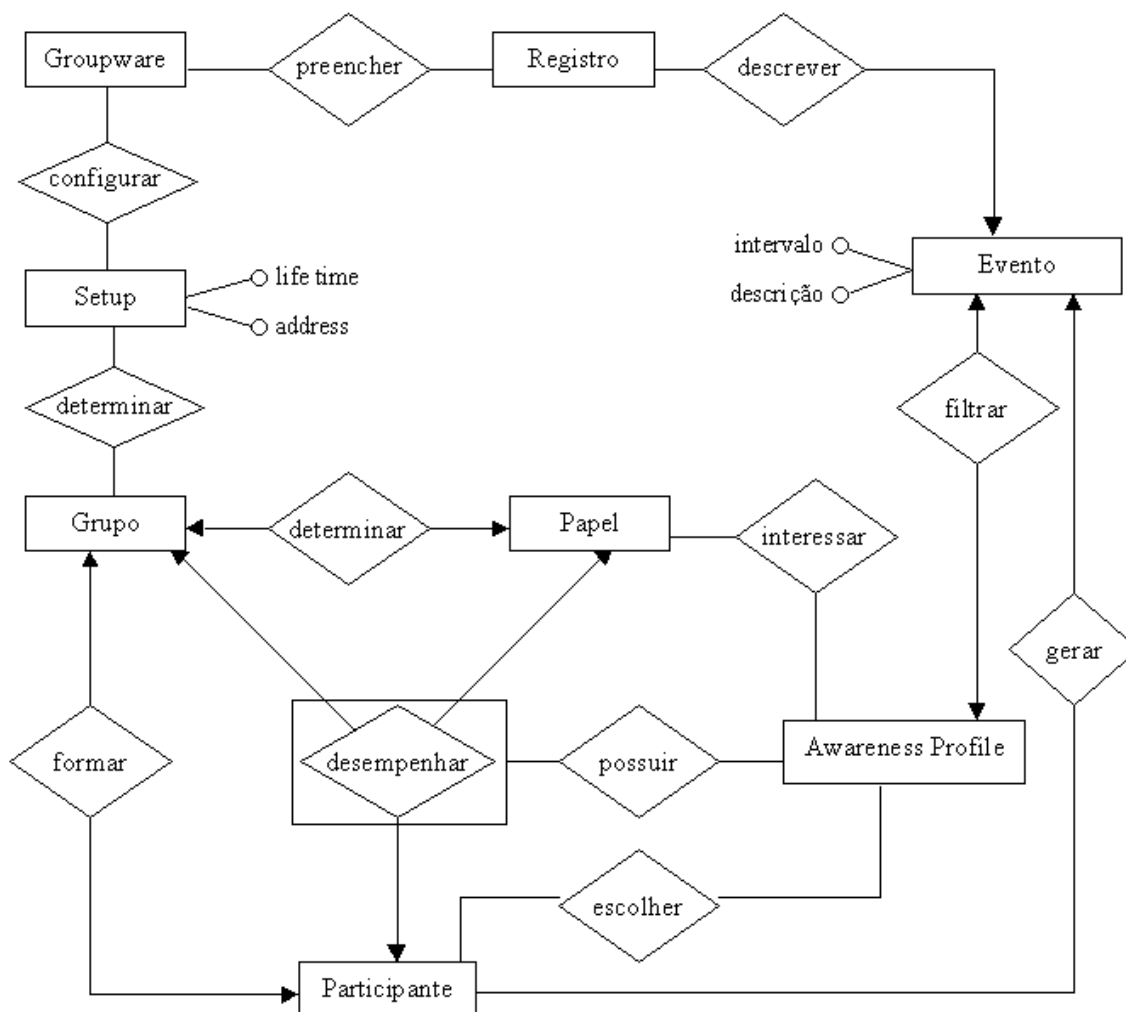 Groupware
preencher
Registro
descrever
configurar
intervalo
Evento
descrição
Setup
life time
address
determinar
filtrar
Grupo
determinar
Papel
interessar
gerar
formar
desempenhar
possuir
Awareness Profile
escolher
Participante